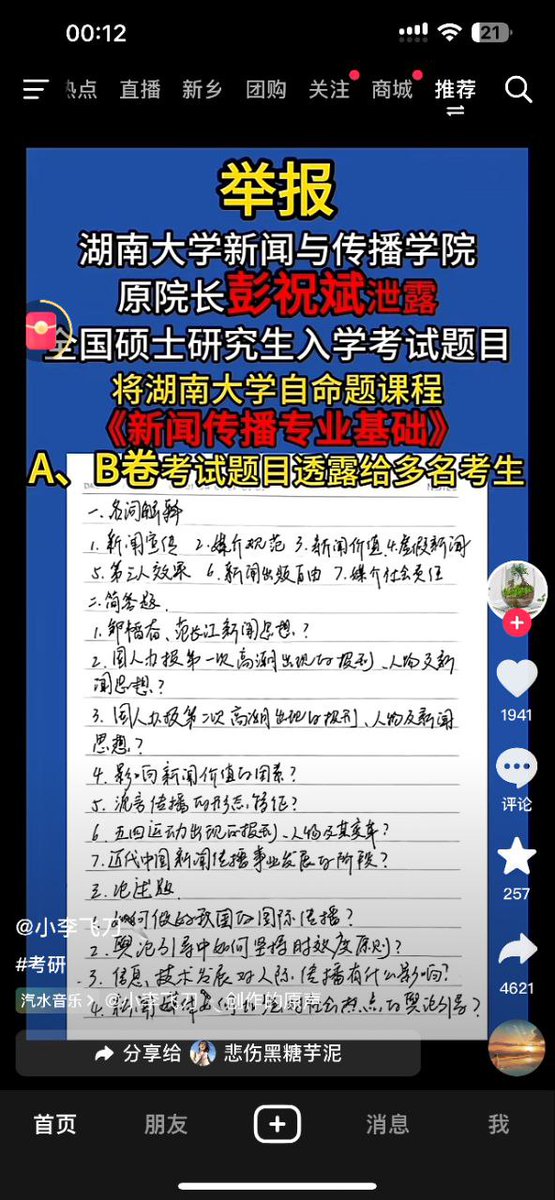 00:12
21
热点 直播 新乡 团购 关注 商城 推荐
举报
湖南大学新闻与传播学院
原院长彭祝斌泄露
全国硕士研究生入学考试题目
将湖南大学自命题课程
《新闻传播专业基础》
A、B卷考试题目透露给多名考生
一.名词解释
1.新闻宣传 2.媒介规范 3.新闻价值 4.虚假新闻
5.第三人效果 6.新闻出版自由 7.媒介社会责任
二.简答题.
1.邹韬奋、范长江新闻思想.?
2.国人办报第一次高潮出现的报刊、人物及新
闻思想.?
3.国人办报第二次高潮出现的报刊、人物及新闻
思想.?
4.影响新闻价值的因素?
5.流言传播的形态.特征?
6.五四运动出现的报刊、人物及其变革?
7.近代中国新闻传播事业发展的阶段?
三.论述题.
1.如何做好我国的国际传播?
2.舆论引导中如何坚持时效度原则?
3.信息技术发展对人际传播有什么影响?
4.新闻媒体 社会热点的舆论引导?
@小李飞刀
#考研
汽水音乐 @小李飞 创作的原声
1941
评论
257
4621
分享给 悲伤黑糖芋泥
首页 朋友 消息 我